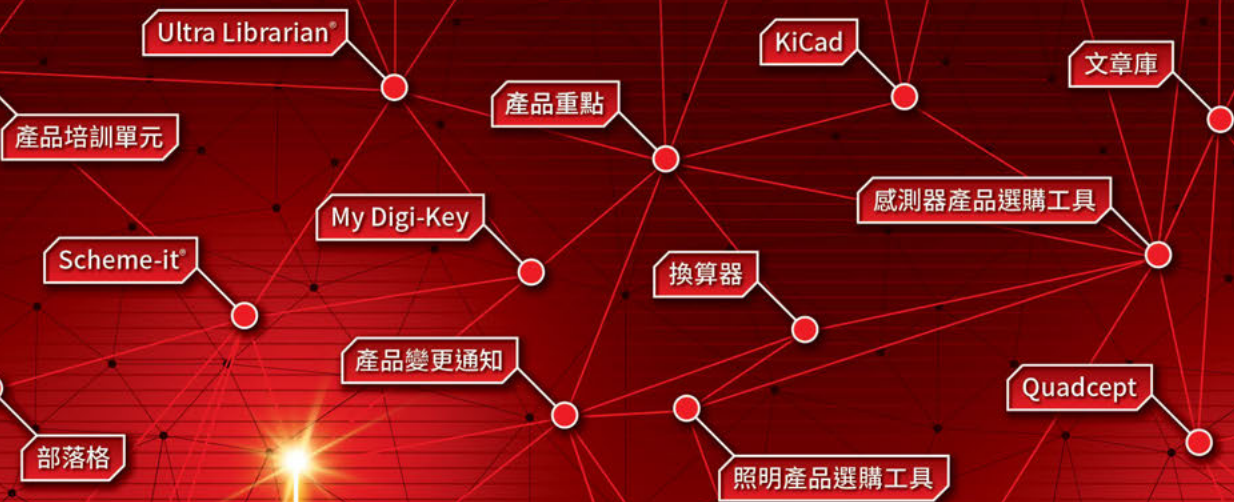 Ultra Librarian®
KiCad
文章庫
產品重點
產品培訓單元
感測器產品選購工具
My Digi-Key
Scheme-it®
換算器
產品變更通知
Quadcept
部落格
照明產品選購工具